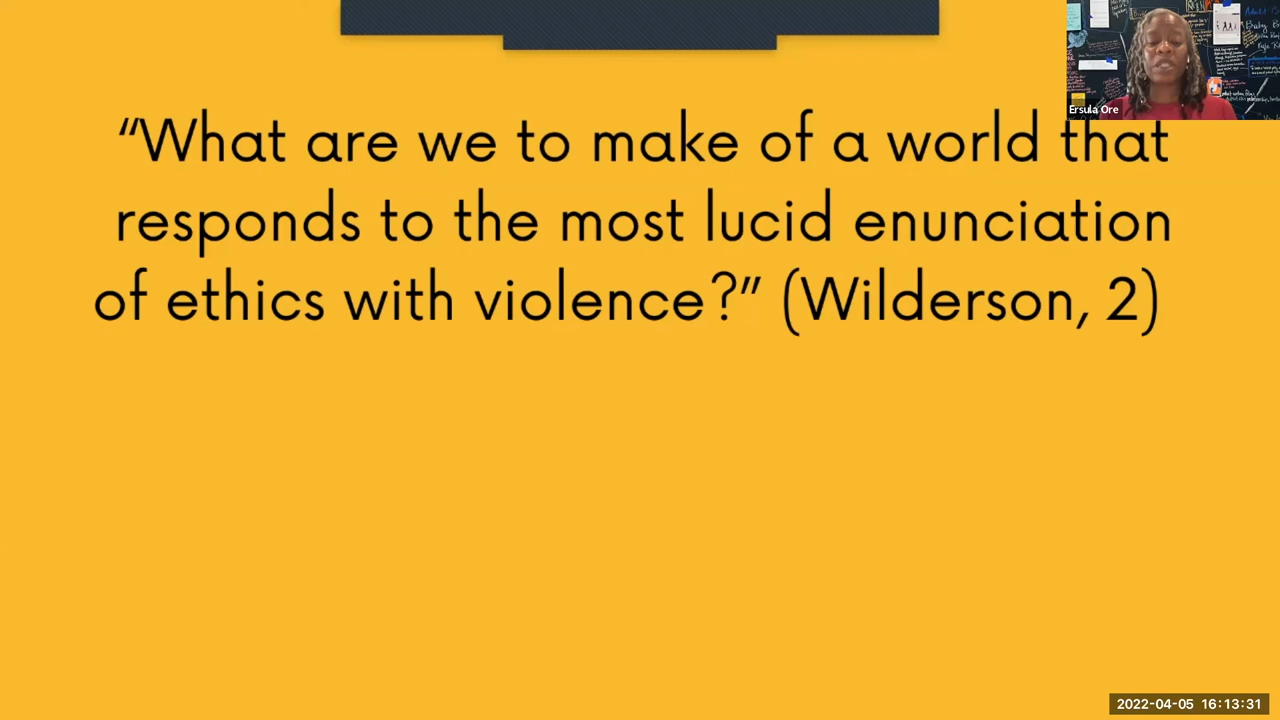 “What are we to make of a world that
responds to the most lucid enunciation
of ethics with violence?” (Wilderson, 2)
Ersula Ore
2022-04-05 16:13:31